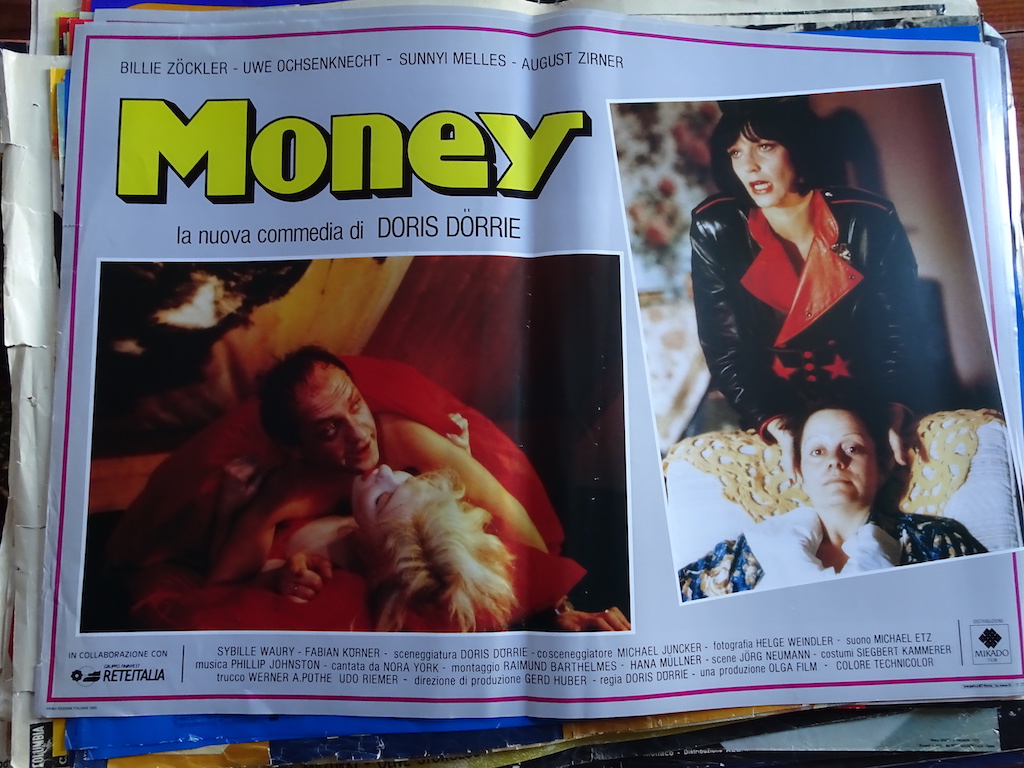 BILLIE ZÖCKLER - UWE OCHSENKNECHT - SUNNYI MELLES - AUGUST ZIRNER
Money
la nuova commedia di DORIS DÖRRIE
IN COLLABORAZIONE CON
RETEITALIA
SYBILLE WAURY - FABIAN KÖRNER - sceneggiatura DORIS DÖRRIE - cosceneggiatore MICHAEL JUNCKER - fotografia HELGE WEINDLER - suono MICHAEL ETZ
musica PHILLIP JOHNSTON - cantata da NORA YORK - montaggio RAIMUND BARTHELMES - HANA MÜLLNER - scene JÖRG NEUMANN - costumi SIEGBERT KAMMERER
trucco WERNER A.PÜTHE UDO RIEMER - direzione di produzione GERD HUBER - regia DORIS DÖRRIE - una produzione OLGA FILM - COLORE TECHNICOLOR
DISTRIBUZIONE
MIKADO
FILM
COLUMBIA